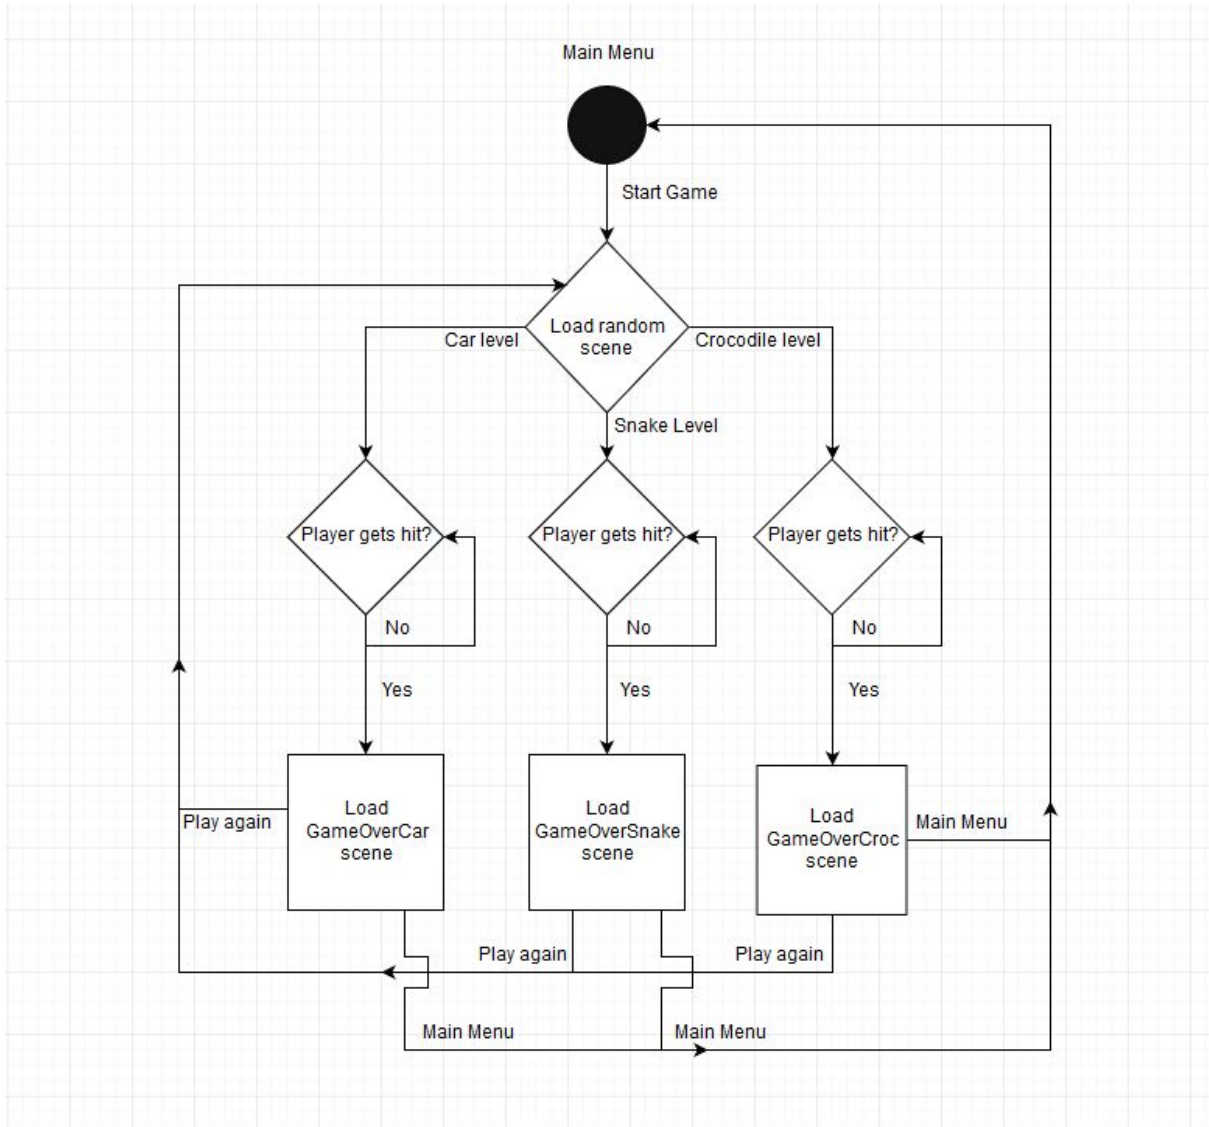 Main Menu
Start Game
Load random
scene
Car level
Crocodile level
Snake Level
Player gets hit?
Player gets hit?
Player gets hit?
No
No
No
Yes
Yes
Yes
Load
GameOverCar
scene
Load
GameOverSnake
scene
Load
GameOverCroc
scene
Play again
Main Menu
Play again
Play again
Main Menu
Main Menu